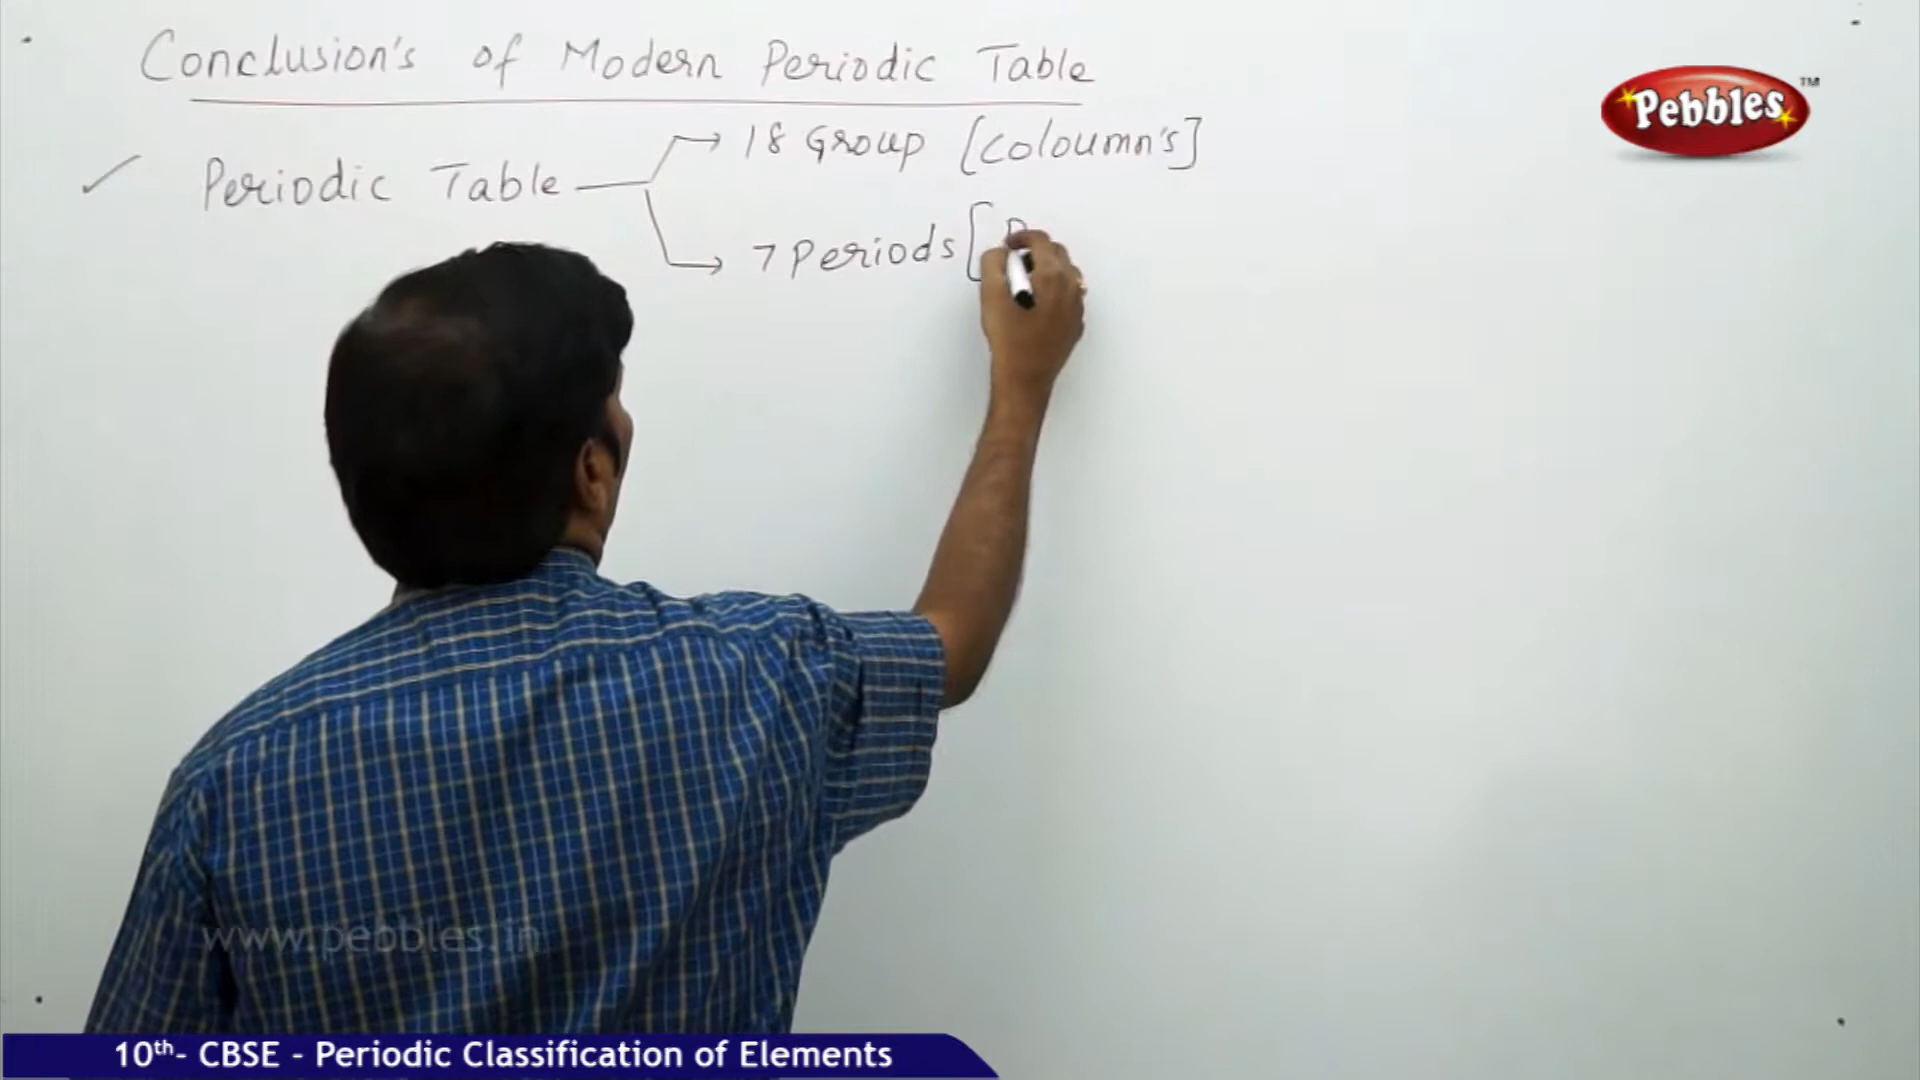 Conclusion's of Modern Periodic Table
Pebbles TM
18 Group [Coloumn's]
Periodic Table
7 Periods [
www.pebbles.in
10th- CBSE - Periodic Classification of Elements